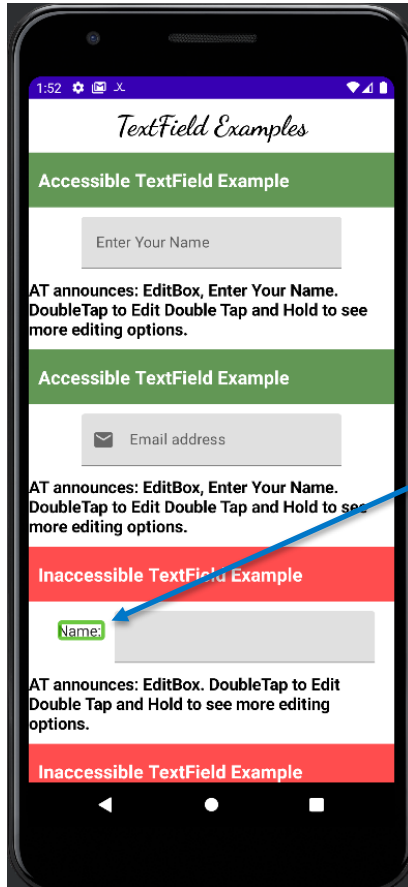 1:52
TextField Examples
Accessible TextField Example
Enter Your Name
AT announces: EditBox, Enter Your Name.
DoubleTap to Edit Double Tap and Hold to see
more editing options.
Accessible TextField Example
Email address
AT announces: EditBox, Enter Your Name.
DoubleTap to Edit Double Tap and Hold to see
more editing options.
Inaccessible TextField Example
Name:
AT announces: EditBox. DoubleTap to Edit
Double Tap and Hold to see more editing
options.
Inaccessible TextField Example